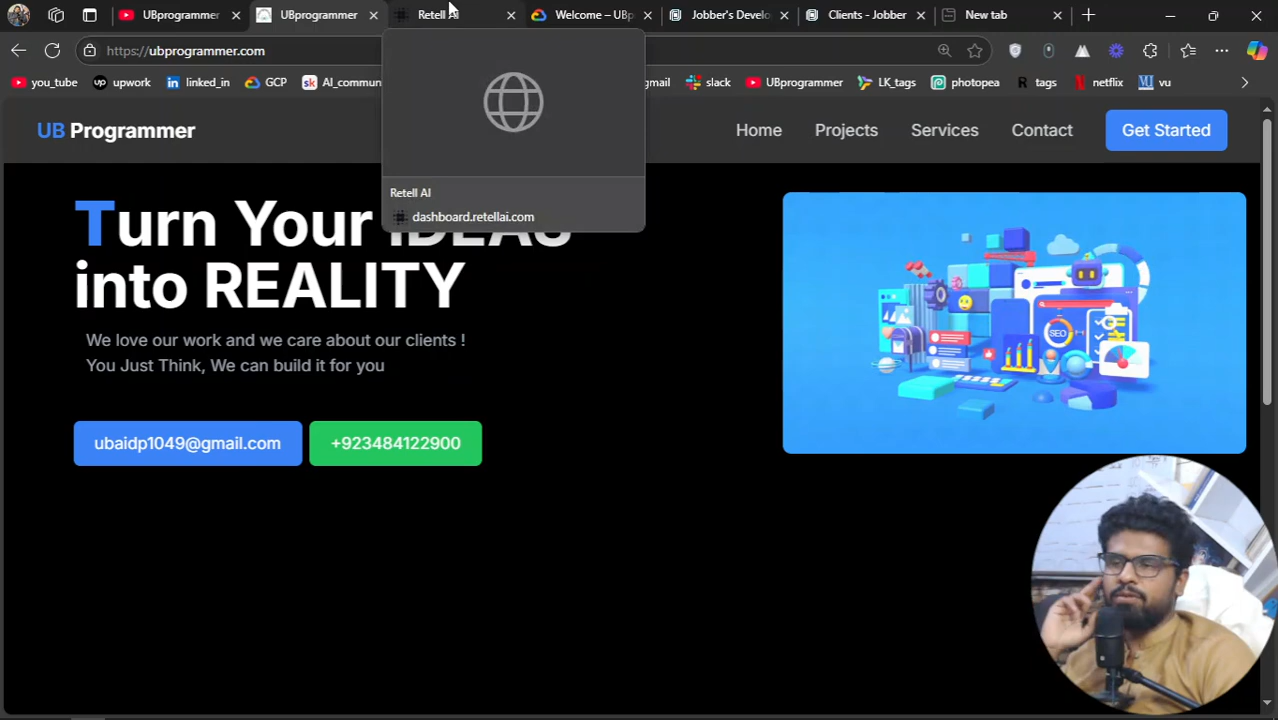 UBprogrammer
UBprogrammer
Retell AI
Welcome – UBp
Jobber's Develo
Clients - Jobber
New tab
https://ubprogrammer.com
you_tube
upwork
linked_in
GCP
AI_commun
gmail
slack
UBprogrammer
LK_tags
photopea
R tags
netflix
vu
Retell AI
dashboard.retellai.com
UB Programmer
Home
Projects
Services
Contact
Get Started
Turn Your IDEAS
into REALITY
We love our work and we care about our clients !
You Just Think, We can build it for you
ubaidp1049@gmail.com
+923484122900
SEO